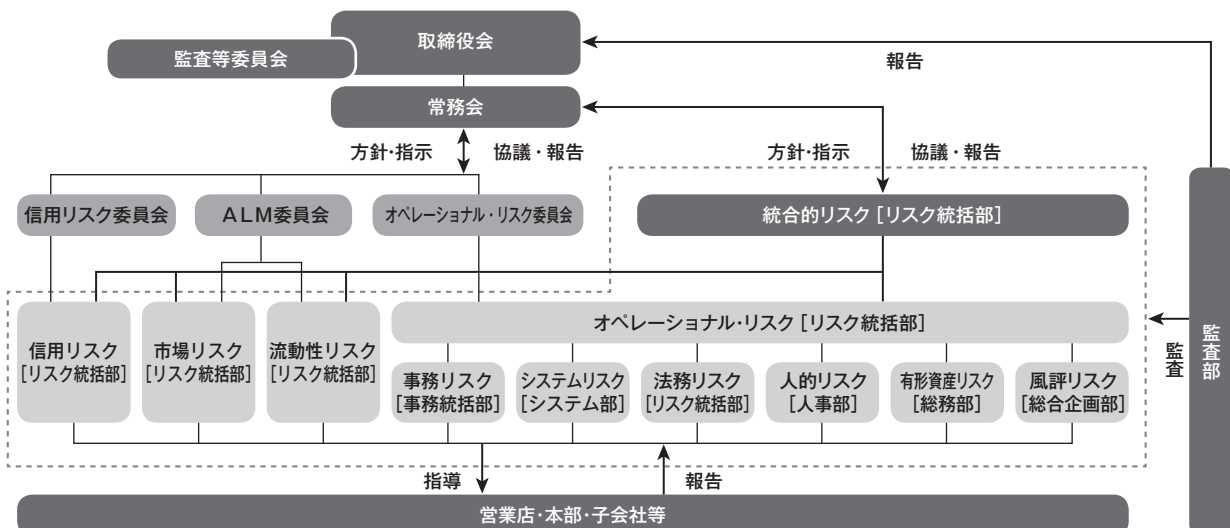 取締役会
監査等委員会
報告
常務会
方針・指示
協議・報告
方針・指示
協議・報告
信用リスク委員会
ALM委員会
オペレーショナル・リスク委員会
統合的リスク[リスク統括部]
オペレーショナル・リスク[リスク統括部]
信用リスク
[リスク統括部]
市場リスク
[リスク統括部]
流動性リスク
[リスク統括部]
事務リスク
[事務統括部]
システムリスク
[システム部]
法務リスク
[リスク統括部]
人的リスク
[人事部]
有形資産リスク
[総務部]
風評リスク
[総合企画部]
監査
監査部
指導
報告
営業店・本部・子会社等